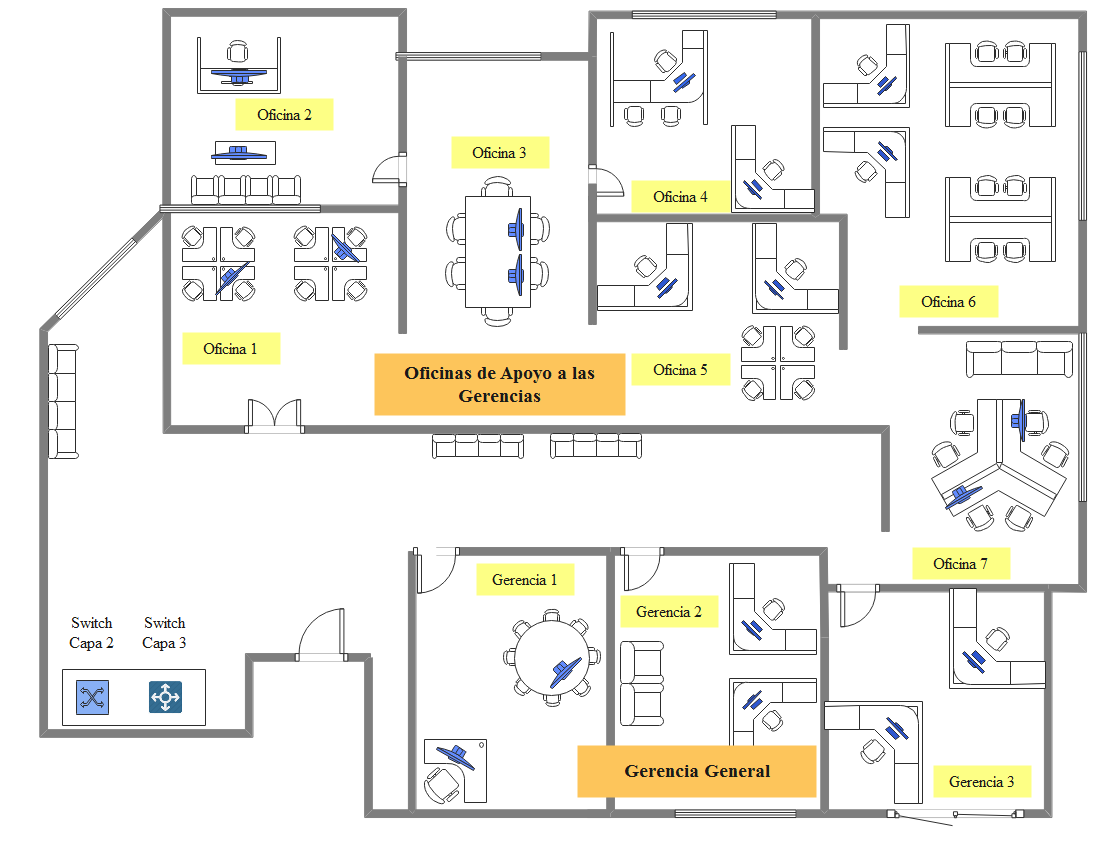 Oficina 2
Oficina 3
Oficina 4
Oficina 6
Oficina 1
Oficinas de Apoyo a las
Gerencias
Oficina 5
Oficina 7
Gerencia 1
Gerencia 2
Switch
Capa 2
Switch
Capa 3
Gerencia General
Gerencia 3